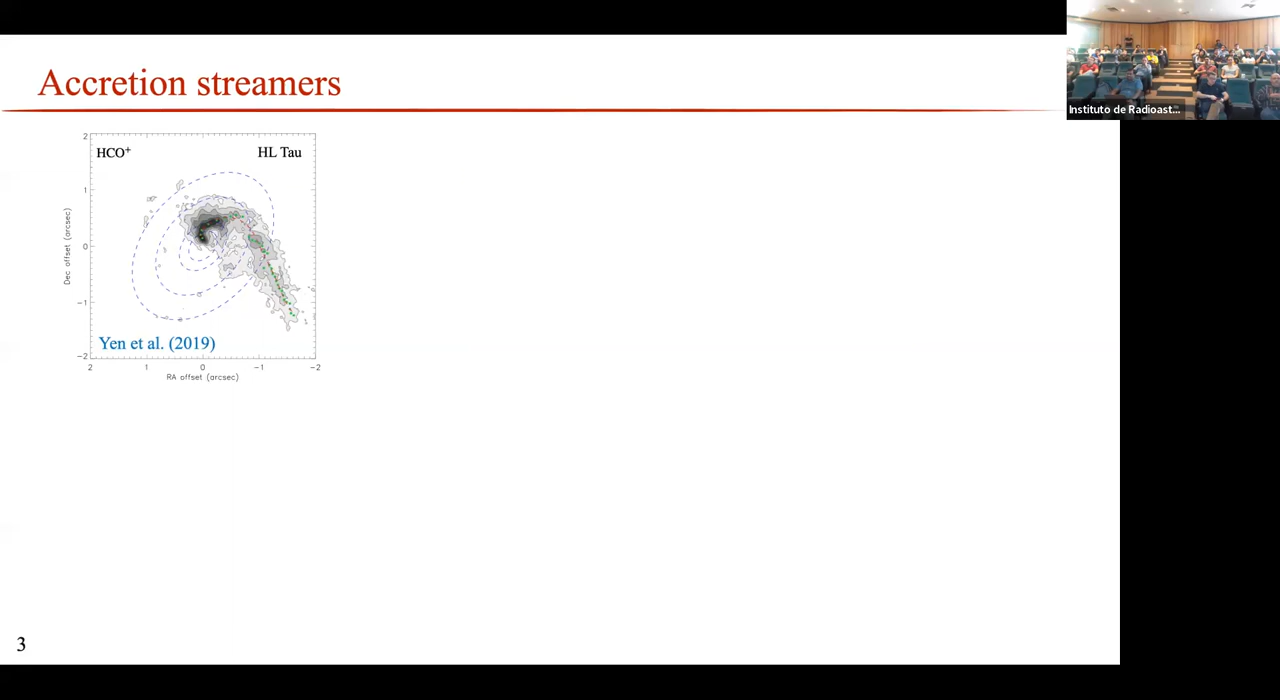 Accretion streamers
Instituto de Radioast...
HCO⁺
HL Tau
2
1
0
−1
−2
Dec offset (arcsec)
Yen et al. (2019)
2
1
0
−1
−2
RA offset (arcsec)
3